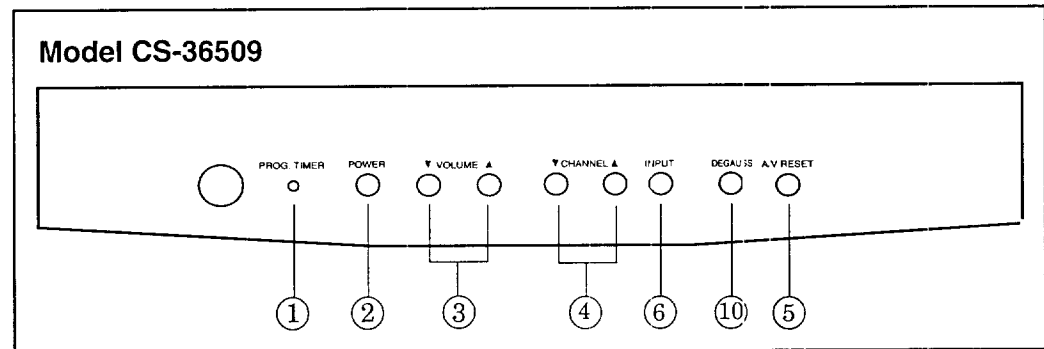 Model CS-36509
PROG. TIMER POWER ▼ VOLUME ▲ ▼ CHANNEL ▲ INPUT DEGAUSS A.V RESET
1 2 3 4 6 10 5